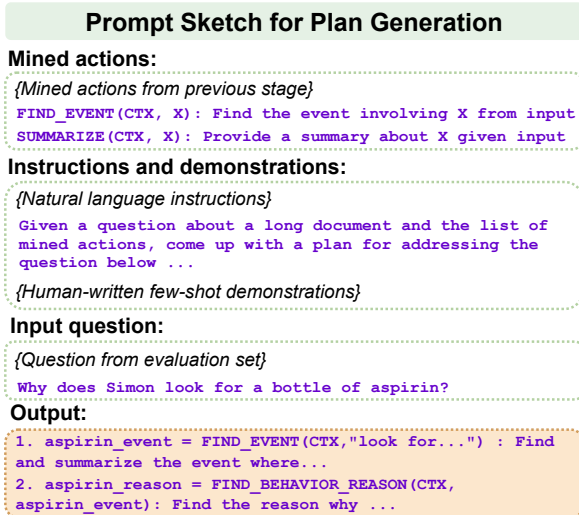 Prompt Sketch for Plan Generation
Mined actions:
{Mined actions from previous stage}
FIND_EVENT(CTX, X): Find the event involving X from input
SUMMARIZE(CTX, X): Provide a summary about X given input
Instructions and demonstrations:
{Natural language instructions}
Given a question about a long document and the list of
mined actions, come up with a plan for addressing the
question below ...
{Human-written few-shot demonstrations}
Input question:
{Question from evaluation set}
Why does Simon look for a bottle of aspirin?
Output:
1. aspirin_event = FIND_EVENT(CTX,"look for...") : Find
and summarize the event where...
2. aspirin_reason = FIND_BEHAVIOR_REASON(CTX,
aspirin_event): Find the reason why ...